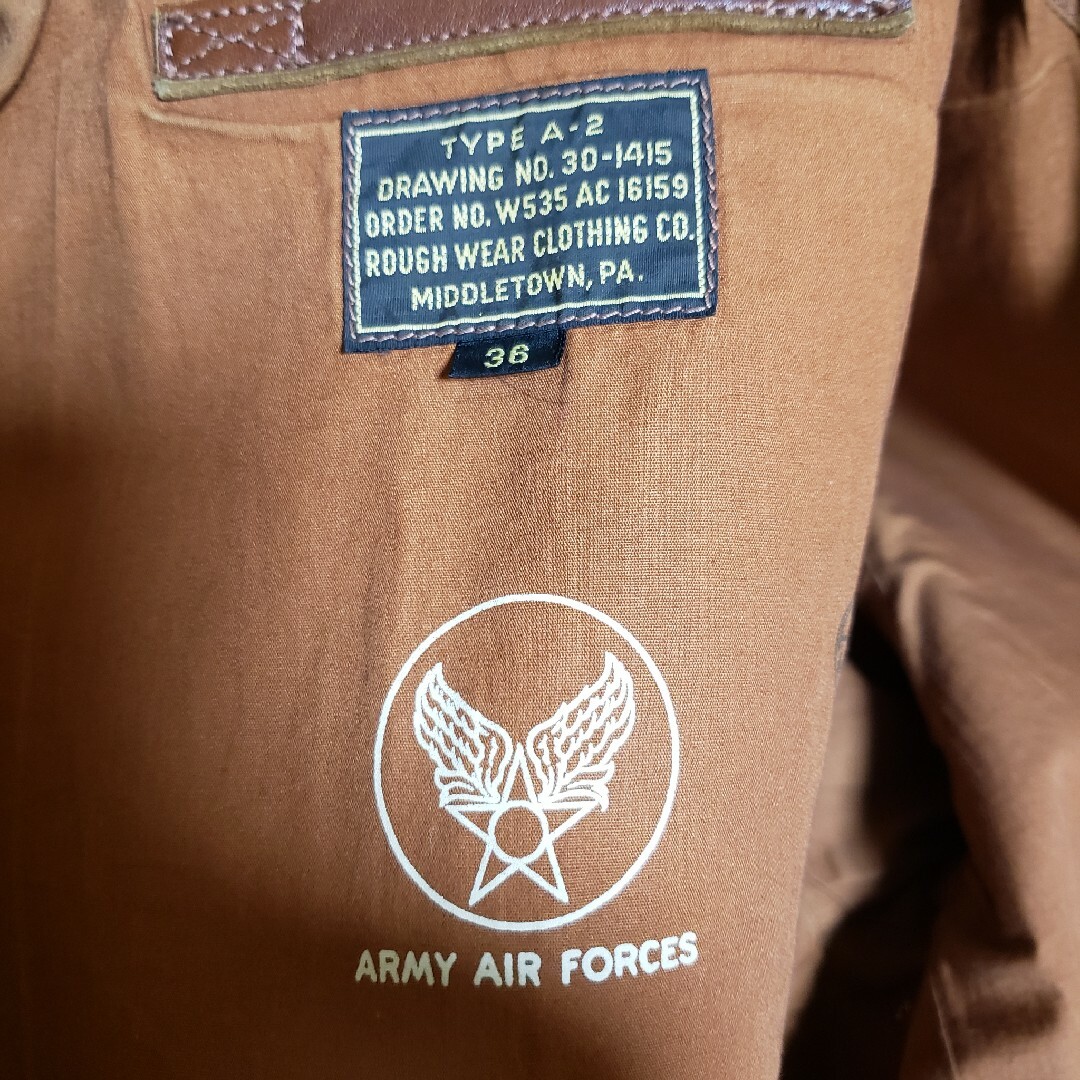 TYPE A-2
DRAWING NO. 30-1415
ORDER NO. W535 AC 16159
ROUGH WEAR CLOTHING CO.
MIDDLETOWN, PA.
36
ARMY AIR FORCES